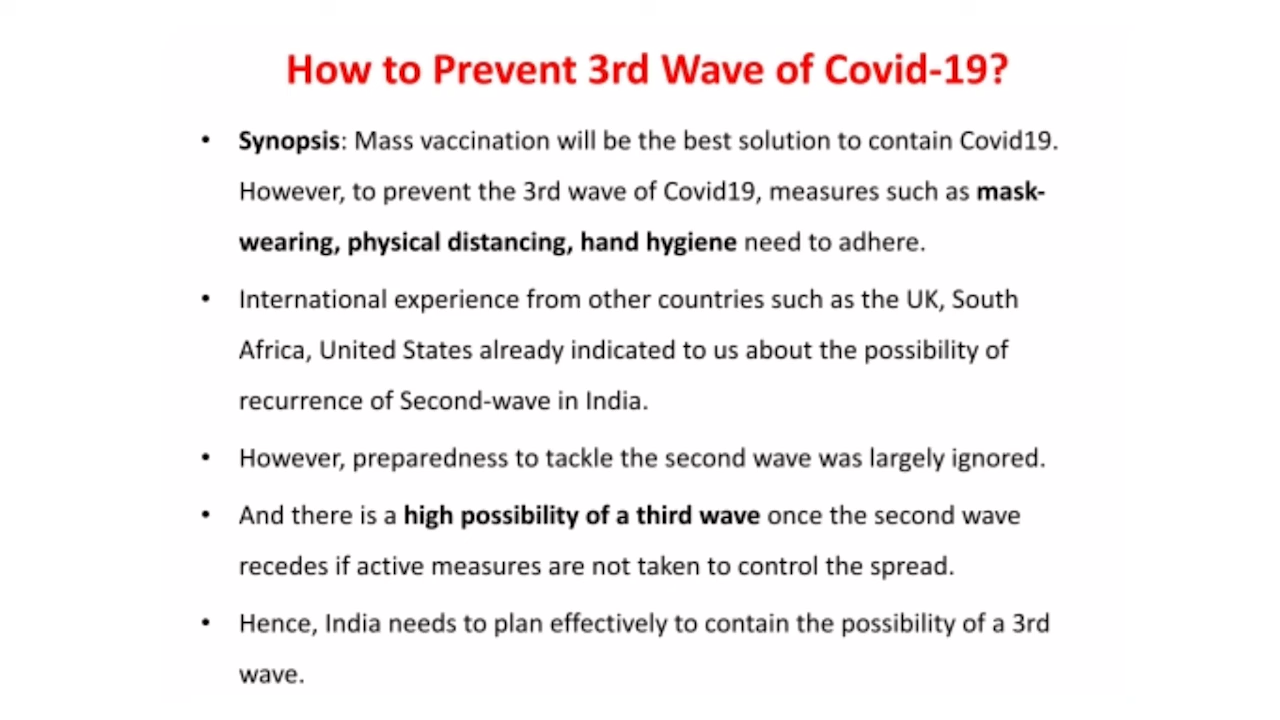 How to Prevent 3rd Wave of Covid-19?
• Synopsis: Mass vaccination will be the best solution to contain Covid19.
However, to prevent the 3rd wave of Covid19, measures such as mask-
wearing, physical distancing, hand hygiene need to adhere.
• International experience from other countries such as the UK, South
Africa, United States already indicated to us about the possibility of
recurrence of Second-wave in India.
• However, preparedness to tackle the second wave was largely ignored.
• And there is a high possibility of a third wave once the second wave
recedes if active measures are not taken to control the spread.
• Hence, India needs to plan effectively to contain the possibility of a 3rd
wave.